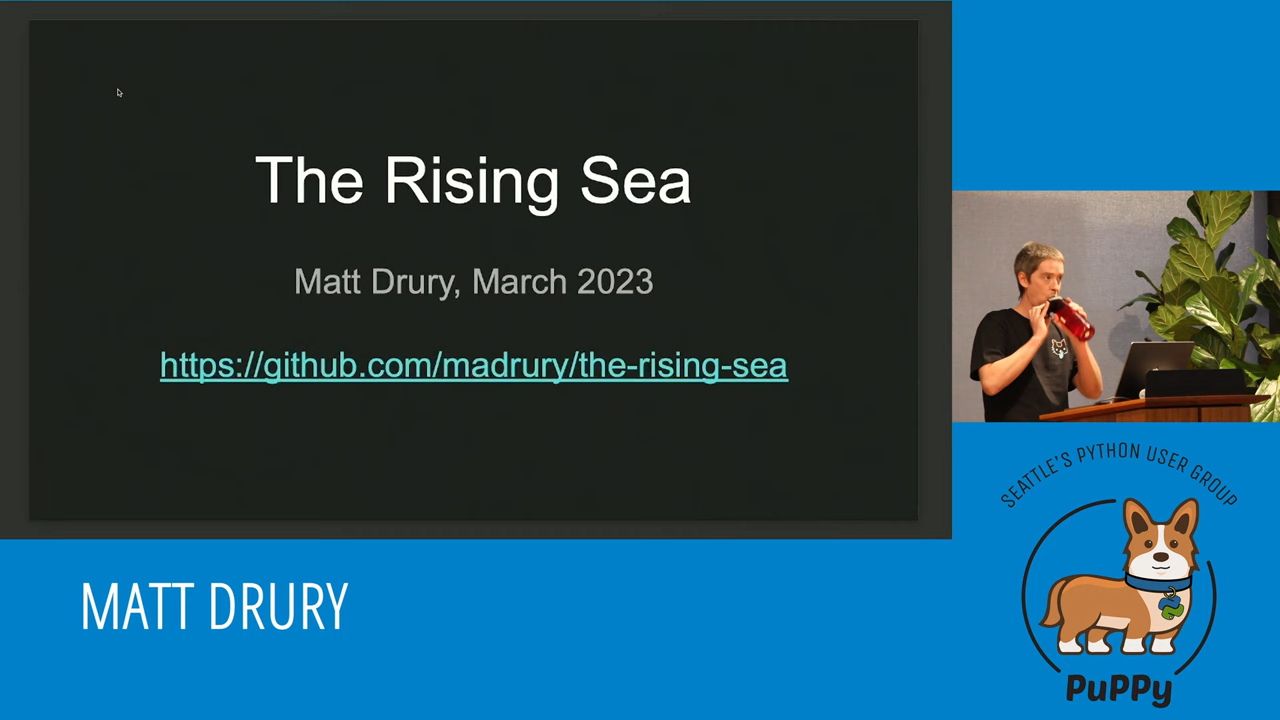 The Rising Sea
Matt Drury, March 2023
https://github.com/madrury/the-rising-sea
MATT DRURY
SEATTLE'S PYTHON USER GROUP
PuPPy